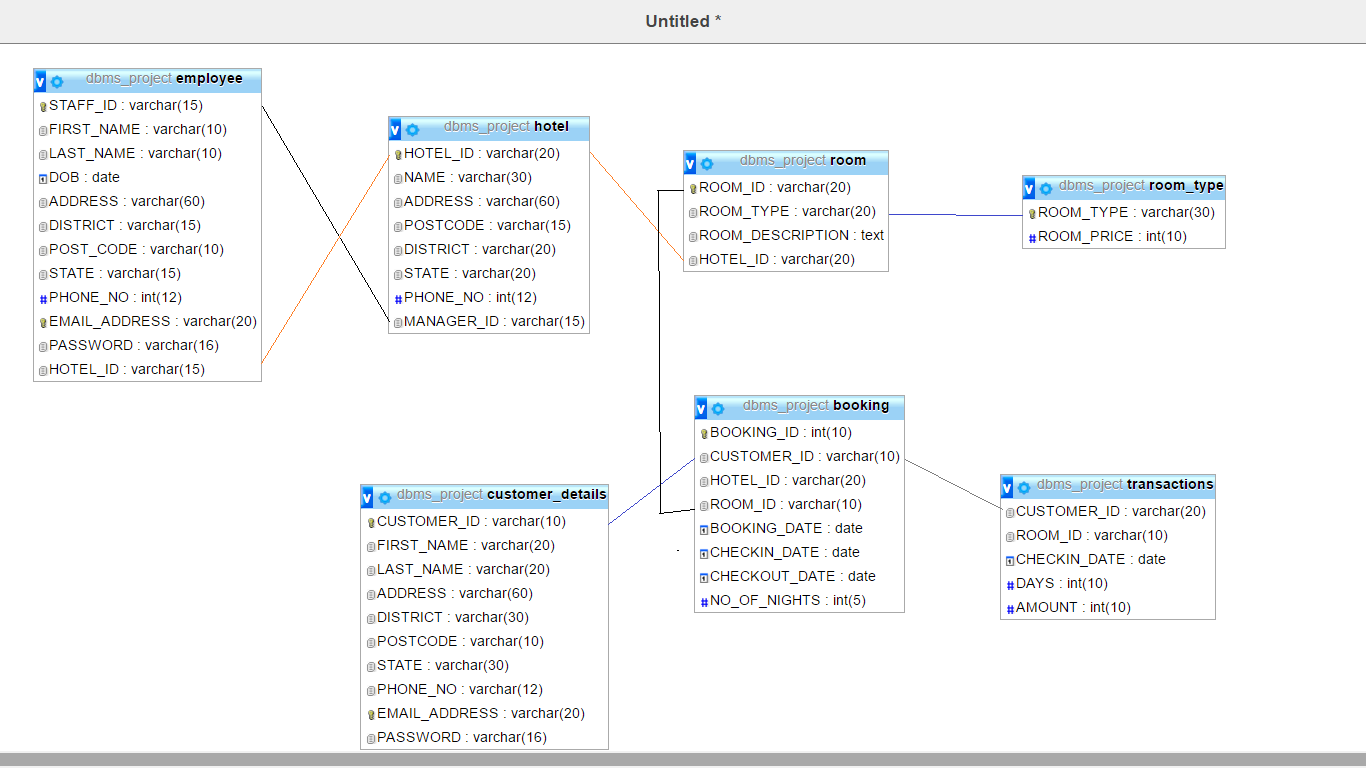 Untitled *
dbms_project employee
STAFF_ID : varchar(15)
FIRST_NAME : varchar(10)
LAST_NAME : varchar(10)
DOB : date
ADDRESS : varchar(60)
DISTRICT : varchar(15)
POST_CODE : varchar(10)
STATE : varchar(15)
PHONE_NO : int(12)
EMAIL_ADDRESS : varchar(20)
PASSWORD : varchar(16)
HOTEL_ID : varchar(15)
dbms_project hotel
HOTEL_ID : varchar(20)
NAME : varchar(30)
ADDRESS : varchar(60)
POSTCODE : varchar(15)
DISTRICT : varchar(20)
STATE : varchar(20)
PHONE_NO : int(12)
MANAGER_ID : varchar(15)
dbms_project room
ROOM_ID : varchar(20)
ROOM_TYPE : varchar(20)
ROOM_DESCRIPTION : text
HOTEL_ID : varchar(20)
dbms_project room_type
ROOM_TYPE : varchar(30)
ROOM_PRICE : int(10)
dbms_project customer_details
CUSTOMER_ID : varchar(10)
FIRST_NAME : varchar(20)
LAST_NAME : varchar(20)
ADDRESS : varchar(60)
DISTRICT : varchar(30)
POSTCODE : varchar(10)
STATE : varchar(30)
PHONE_NO : varchar(12)
EMAIL_ADDRESS : varchar(20)
PASSWORD : varchar(16)
dbms_project booking
BOOKING_ID : int(10)
CUSTOMER_ID : varchar(10)
HOTEL_ID : varchar(20)
ROOM_ID : varchar(10)
BOOKING_DATE : date
CHECKIN_DATE : date
CHECKOUT_DATE : date
NO_OF_NIGHTS : int(5)
dbms_project transactions
CUSTOMER_ID : varchar(20)
ROOM_ID : varchar(10)
CHECKIN_DATE : date
DAYS : int(10)
AMOUNT : int(10)